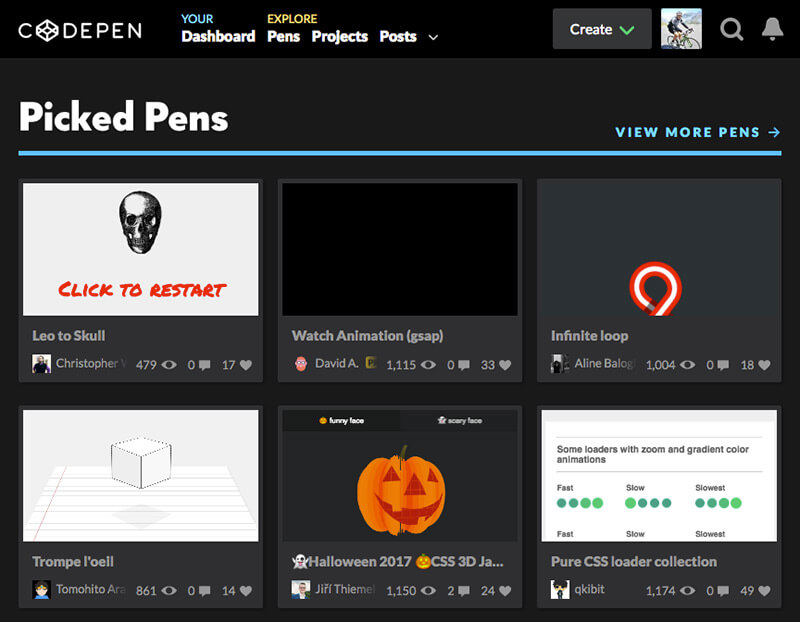 CODEPEN
YOUR
Dashboard
EXPLORE
Pens Projects Posts
Create
Picked Pens
VIEW MORE PENS →
CLICK TO RESTART
Leo to Skull
Christopher
479 0 17
Watch Animation (gsap)
David A.
1,115 0 33
Infinite loop
Aline Balog
1,004 0 18
Trompe l'oeil
Tomohito Ara
861 0 14
funny face
scary face
👻Halloween 2017 🎃CSS 3D Ja...
Jiří Thieme
1,150 2 24
Some loaders with zoom and gradient color
animations
Fast Slow Slowest
Fast Slow Slowest
Pure CSS loader collection
qkibit
1,174 0 49